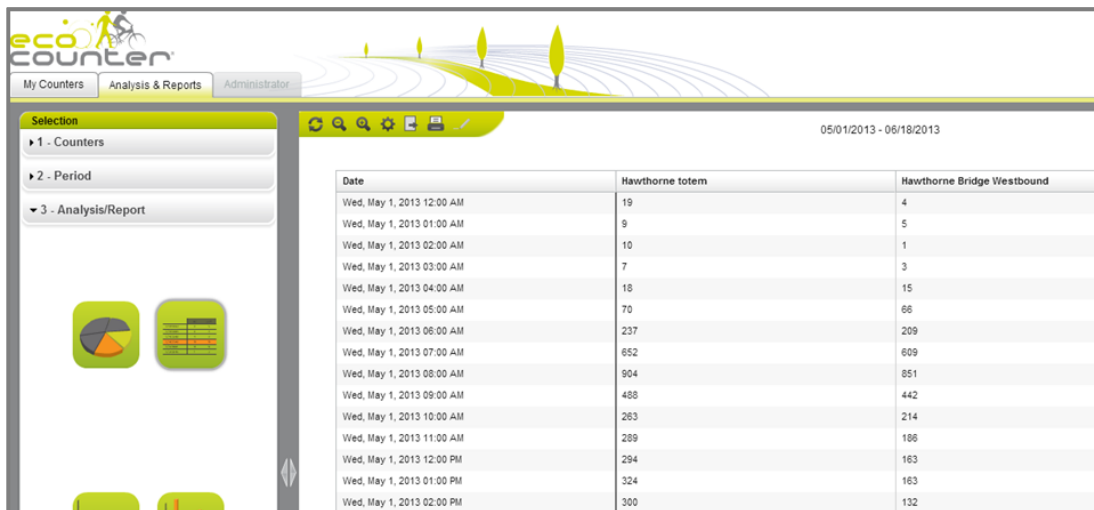 eco
counter
My Counters Analysis & Reports Administrator
Selection
1 - Counters
2 - Period
3 - Analysis/Report
05/01/2013 - 06/18/2013
Date Hawthorne totem Hawthorne Bridge Westbound
Wed, May 1, 2013 12:00 AM 19 4
Wed, May 1, 2013 01:00 AM 9 5
Wed, May 1, 2013 02:00 AM 10 1
Wed, May 1, 2013 03:00 AM 7 3
Wed, May 1, 2013 04:00 AM 18 15
Wed, May 1, 2013 05:00 AM 70 66
Wed, May 1, 2013 06:00 AM 237 209
Wed, May 1, 2013 07:00 AM 652 609
Wed, May 1, 2013 08:00 AM 904 851
Wed, May 1, 2013 09:00 AM 488 442
Wed, May 1, 2013 10:00 AM 263 214
Wed, May 1, 2013 11:00 AM 289 186
Wed, May 1, 2013 12:00 PM 294 163
Wed, May 1, 2013 01:00 PM 324 163
Wed, May 1, 2013 02:00 PM 300 132